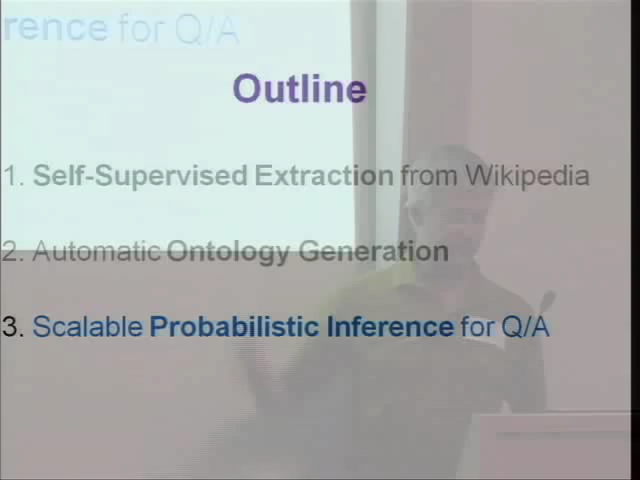 rence for Q/A
Outline
1. Self-Supervised Extraction from Wikipedia
2. Automatic Ontology Generation
3. Scalable Probabilistic Inference for Q/A